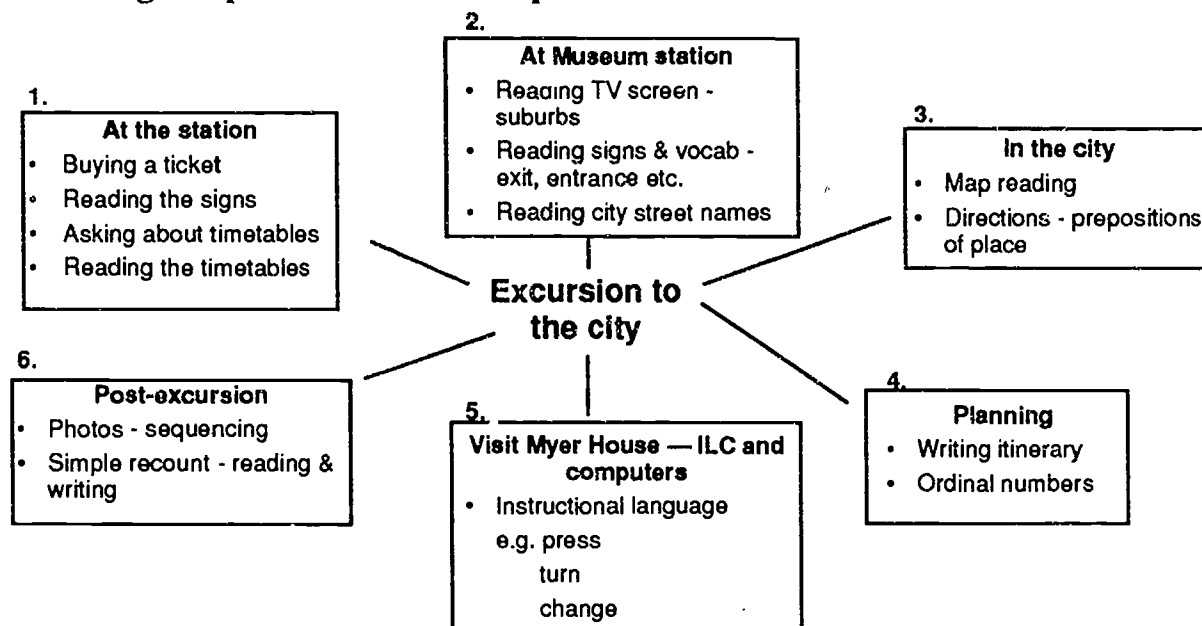 1.
At the station
• Buying a ticket
• Reading the signs
• Asking about timetables
• Reading the timetables
2.
At Museum station
• Reading TV screen -
suburbs
• Reading signs & vocab -
exit, entrance etc.
• Reading city street names
3.
In the city
• Map reading
• Directions - prepositions
of place
Excursion to
the city
4.
Planning
• Writing itinerary
• Ordinal numbers
5.
Visit Myer House — ILC and
computers
• Instructional language
e.g. press
turn
change
6.
Post-excursion
• Photos - sequencing
• Simple recount - reading &
writing